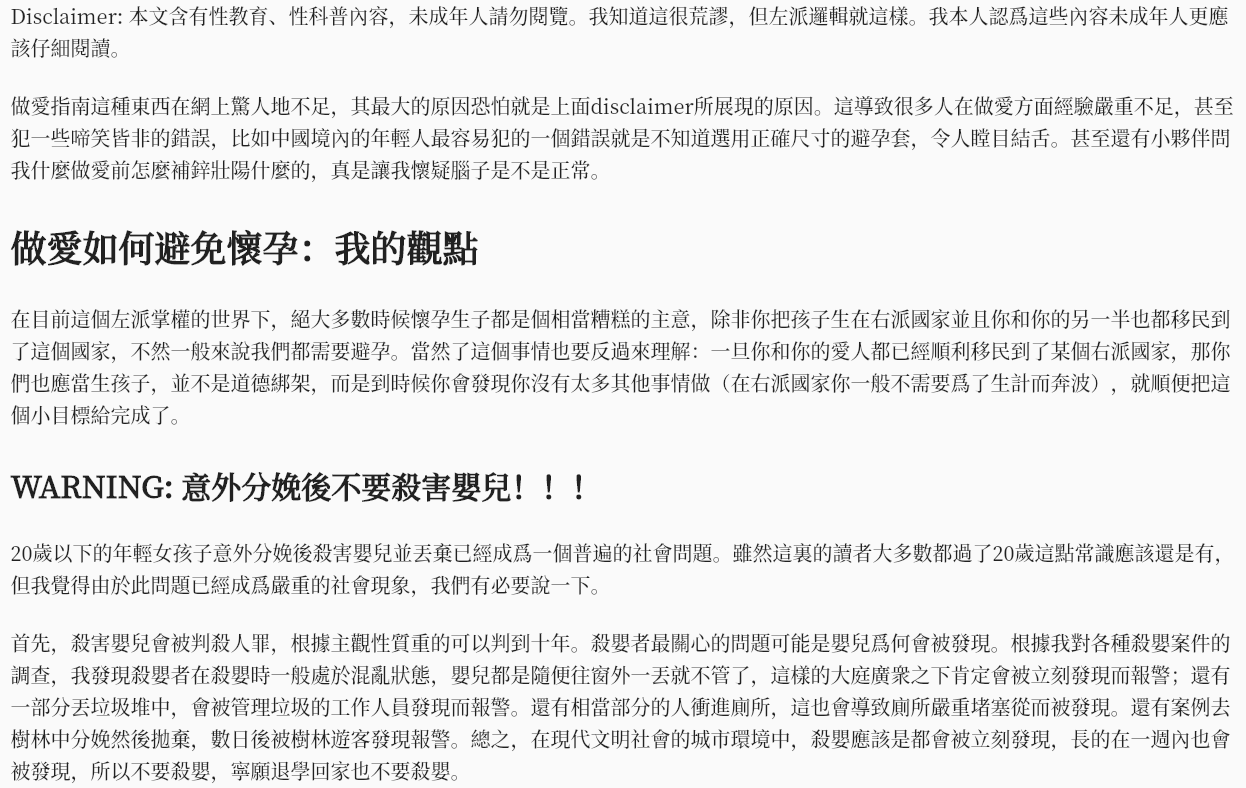 Disclaimer: 本文含有性教育、性科普內容，未成年人請勿閱覽。我知道這很荒謬，但左派邏輯就這樣。我本人認爲這些內容未成年人更應
該仔細閱讀。
做愛指南這種東西在網上驚人地不足，其最大的原因恐怕就是上面disclaimer所展現的原因。這導致很多人在做愛方面經驗嚴重不足，甚至
犯一些啼笑皆非的錯誤，比如中國境內的年輕人最容易犯的一個錯誤就是不知道選用正確尺寸的避孕套，令人瞠目結舌。甚至還有小夥伴問
我什麼做愛前怎麼補鋅壯陽什麼的，真是讓我懷疑腦子是不是正常。
做愛如何避免懷孕：我的觀點
在目前這個左派掌權的世界下，絕大多數時候懷孕生子都是個相當糟糕的主意，除非你把孩子生在右派國家並且你和你的另一半也都移民到
了這個國家，不然一般來說我們都需要避孕。當然了這個事情也要反過來理解：一旦你和你的愛人都已經順利移民到了某個右派國家，那你
們也應當生孩子，並不是道德綁架，而是到時候你會發現你沒有太多其他事情做（在右派國家你一般不需要爲了生計而奔波），就順便把這
個小目標給完成了。
WARNING: 意外分娩後不要殺害嬰兒！！！
20歲以下的年輕女孩子意外分娩後殺害嬰兒並丟棄已經成爲一個普遍的社會問題。雖然這裏的讀者大多數都過了20歲這點常識應該還是有，
但我覺得由於此問題已經成爲嚴重的社會現象，我們有必要說一下。
首先，殺害嬰兒會被判殺人罪，根據主觀性質重的可以判到十年。殺嬰者最關心的問題可能是嬰兒爲何會被發現。根據我對各種殺嬰案件的
調查，我發現殺嬰者在殺嬰時一般處於混亂狀態，嬰兒都是隨便往窗外一丟就不管了，這樣的大庭廣衆之下肯定會被立刻發現而報警；還有
一部分丟垃圾堆中，會被管理垃圾的工作人員發現而報警。還有相當部分的人衝進廁所，這也會導致廁所嚴重堵塞從而被發現。還有案例去
樹林中分娩然後拋棄，數日後被樹林遊客發現報警。總之，在現代文明社會的城市環境中，殺嬰應該是都會被立刻發現，長的在一週內也會
被發現，所以不要殺嬰，寧願退學回家也不要殺嬰。